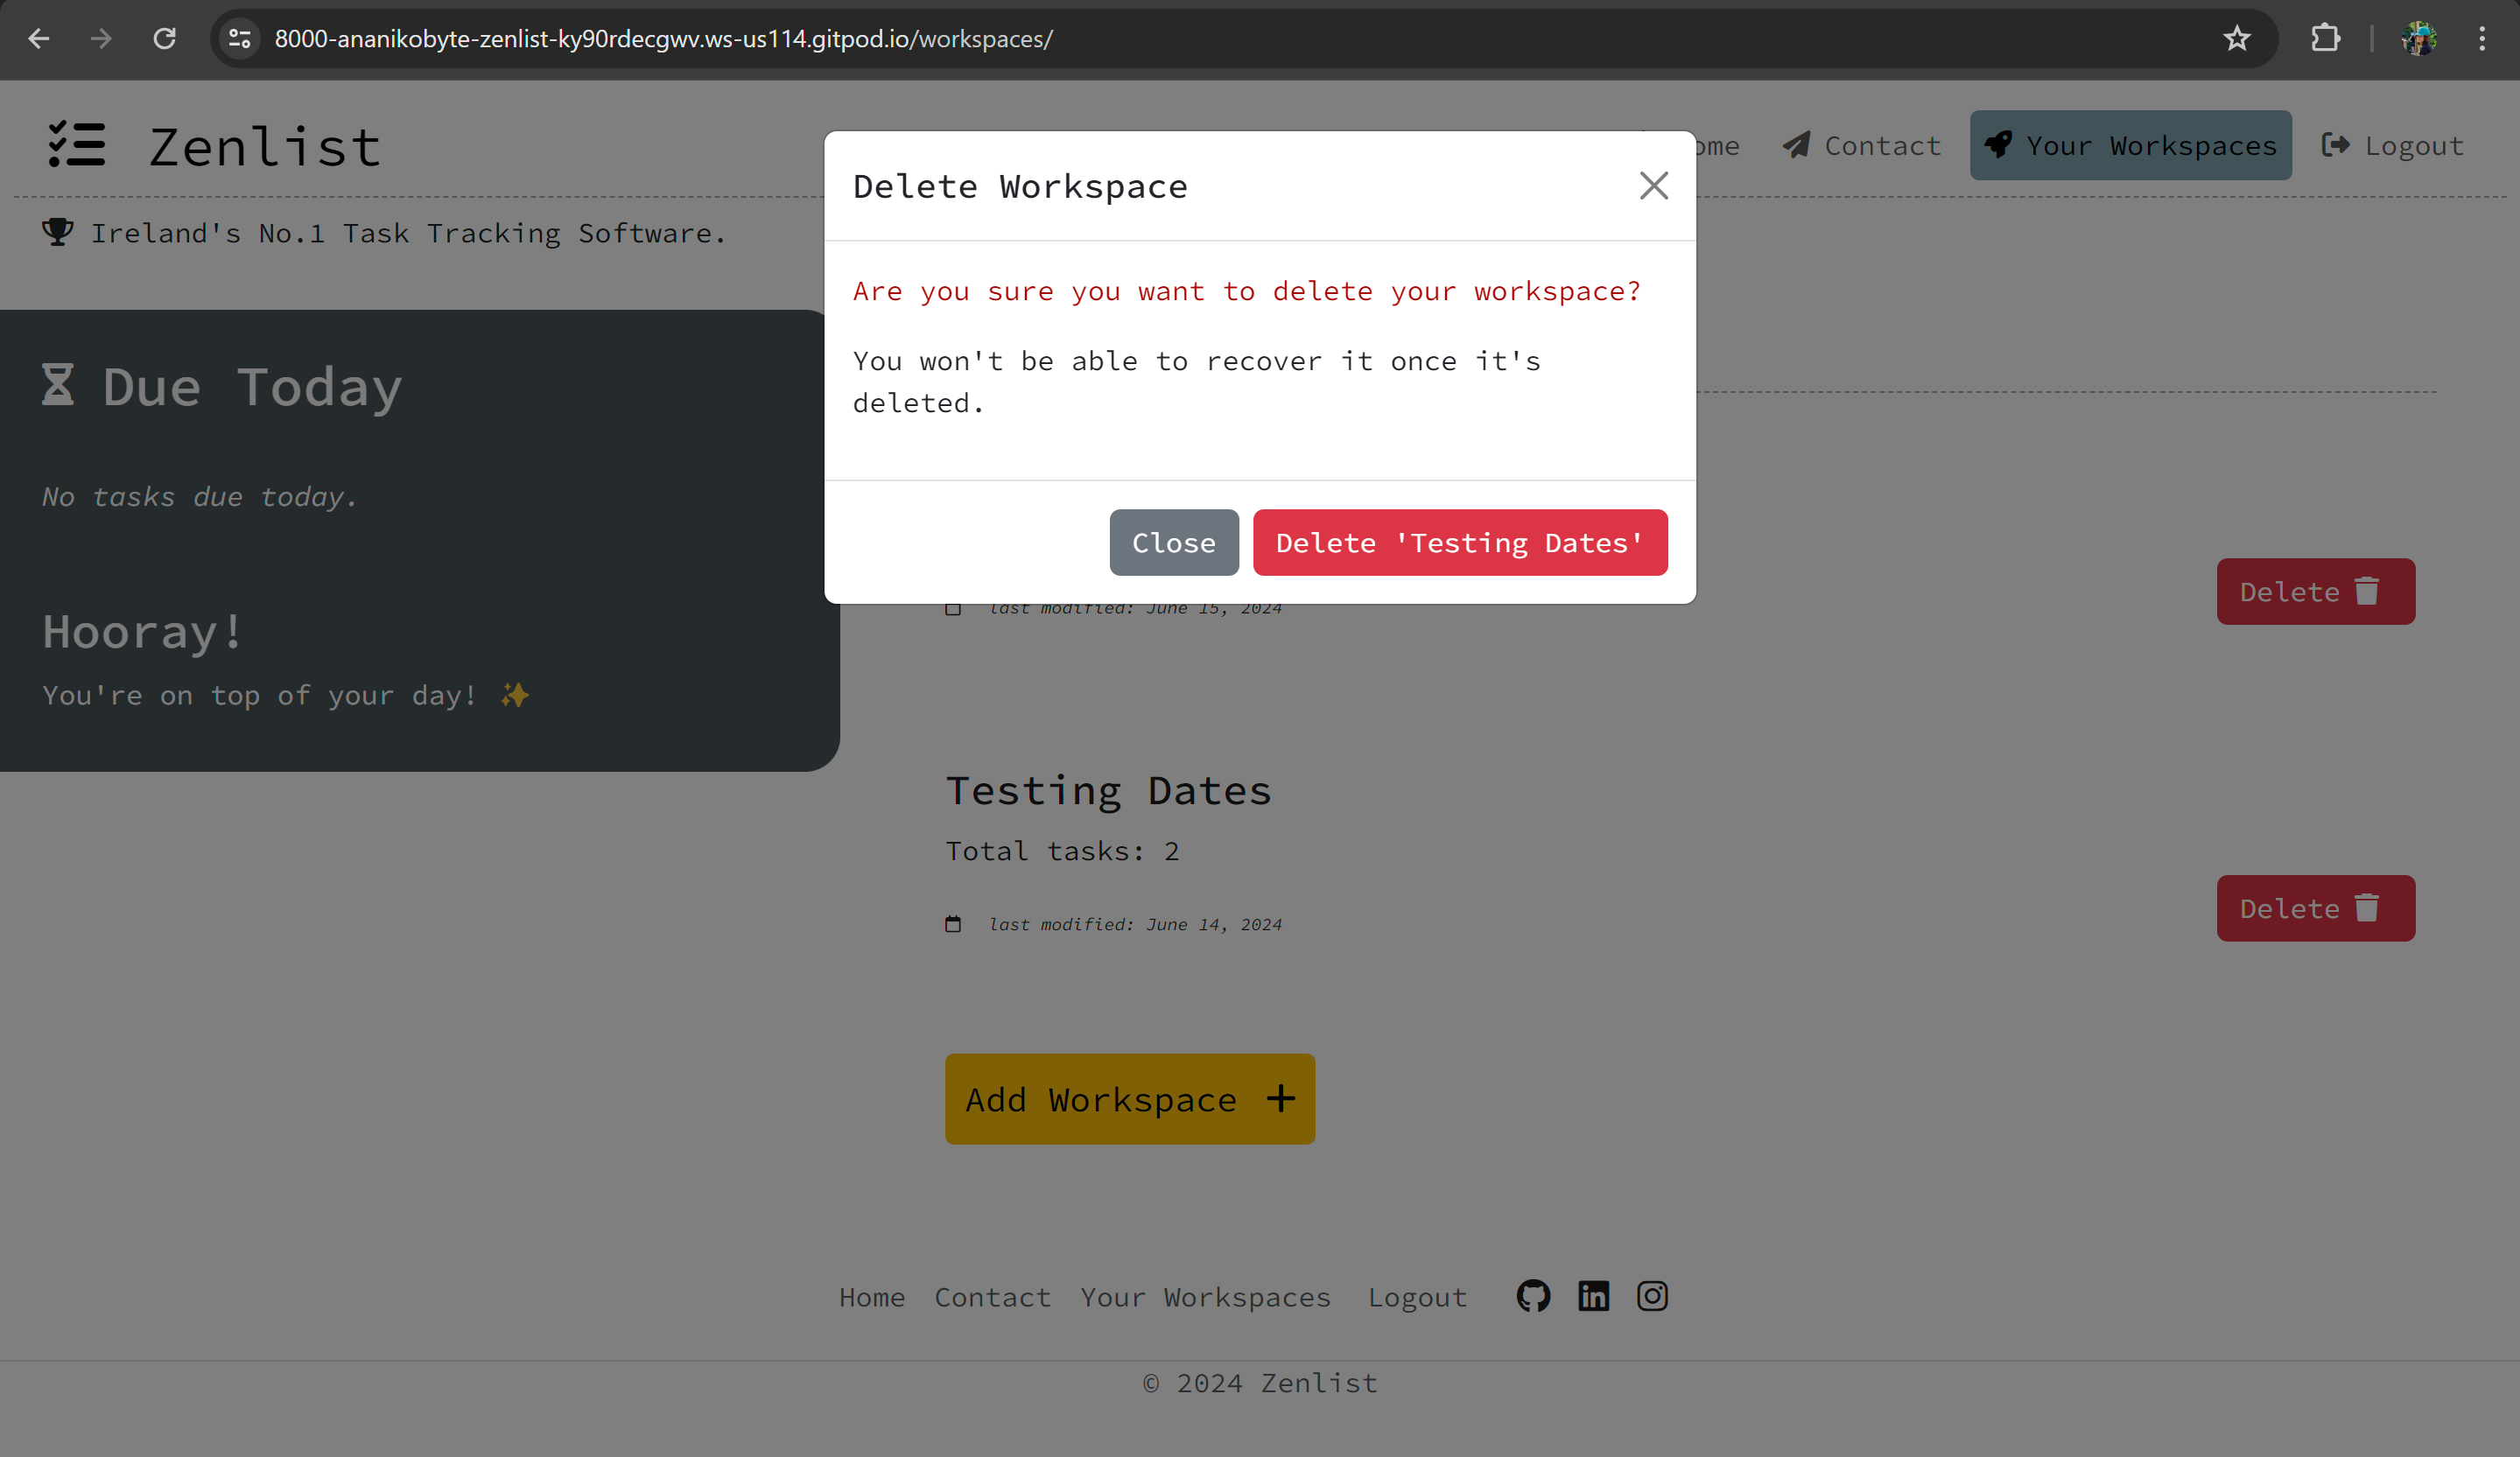 8000-ananikobyte-zenlist-ky90rdecgwv.ws-us114.gitpod.io/workspaces/
Zenlist
Contact
Your Workspaces
Logout
Ireland's No.1 Task Tracking Software.
Delete Workspace
Are you sure you want to delete your workspace?
You won't be able to recover it once it's
deleted.
Close
Delete 'Testing Dates'
Due Today
No tasks due today.
Hooray!
You're on top of your day! ✨
last modified: June 15, 2024
Delete
Testing Dates
Total tasks: 2
last modified: June 14, 2024
Delete
Add Workspace +
Home Contact Your Workspaces Logout
© 2024 Zenlist